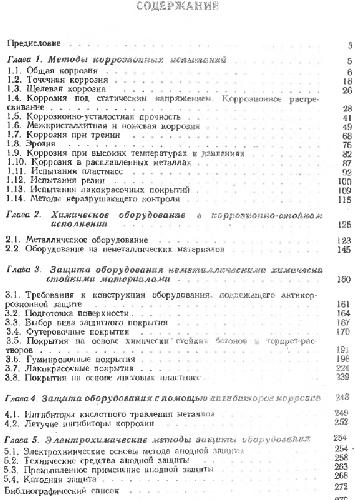 СОДЕРЖАНИЕ
Предисловие 3
Глава 1. Методы коррозионных испытаний 5
1.1. Общая коррозия 6
1.2. Точечная коррозия 18
1.3. Щелевая коррозия 26
1.4. Коррозия под статическим напряжением. Коррозионное растрес-
кивание 28
1.5. Коррозионно-усталостная прочность 41
1.6. Межкристаллитная и ножевая коррозия 49
1.7. Коррозия при трении 68
1.8. Эрозия 76
1.9. Коррозия при высоких температурах и давлениях 82
1.10. Коррозия в расплавленных металлах 87
1.11. Испытания пластмасс 92
1.12. Испытания резин 100
1.13. Испытания лакокрасочных покрытий 109
1.14. Методы неразрушающего контроля 115
Глава 2. Химическое оборудование в коррозионно-стойком
исполнении 123
2.1. Металлическое оборудование 123
2.2. Оборудование из неметаллических материалов 145
Глава 3. Защита оборудования неметаллическими химически
стойкими материалами 160
3.1. Требования к конструкции оборудования, подлежащего антикор-
розионной защите 161
3.2. Подготовка поверхности 164
3.3. Выбор вида защитного покрытия 167
3.4. Футеровочные покрытия 170
3.5. Покрытия на основе химически стойких бетонов и
творов 191
3.6. Гуммировочные покрытия 196
3.7. Лакокрасочные покрытия 224
3.8. Покрытия на основе листовых пластмасс 239
Глава 4. Защита оборудования с помощью ингибиторов коррозии 248
4.1. Ингибиторы кислотного травления металлов 249
4.2. Летучие ингибиторы коррозии 252
Глава 5. Электрохимические методы защиты оборудования 254
5.1. Электрохимические основы метода анодной защиты 254
5.2. Технические средства анодной защиты 258
5.3. Промышленное применение анодной защиты 263
5.4. Катодная защита 268
Библиографический список 272